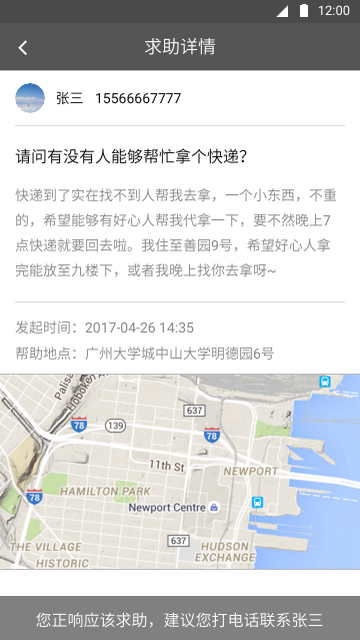 12:00
求助详情
张三 15566667777
请问有没有人能够帮忙拿个快递?
快递到了实在找不到人帮我去拿，一个小东西，不重
的，希望能够有好心人帮我代拿一下，要不然晚上7
点快递就要回去啦。我住至善园9号，希望好心人拿
完能放至九楼下，或者我晚上找你去拿呀~
发起时间：2017-04-26 14:35
帮助地点：广州大学城中山大学明德园6号
Palisa
Hoboken
637
78
139
78
11th St
NEWPORT
78
HAMILTON PARK
Newport Centre
637
THE VILLAGE
HUDSON
EXCHANGE
HISTORIC
您正响应该求助，建议您打电话联系张三